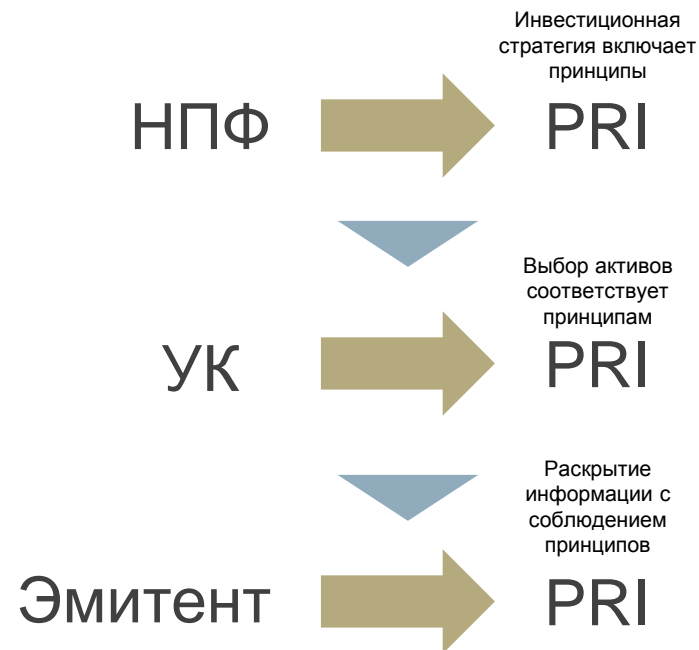 Инвестиционная
стратегия включает
принципы
НПФ
PRI
Выбор активов
соответствует
принципам
УК
PRI
Раскрытие
информации с
соблюдением
принципов
Эмитент
PRI